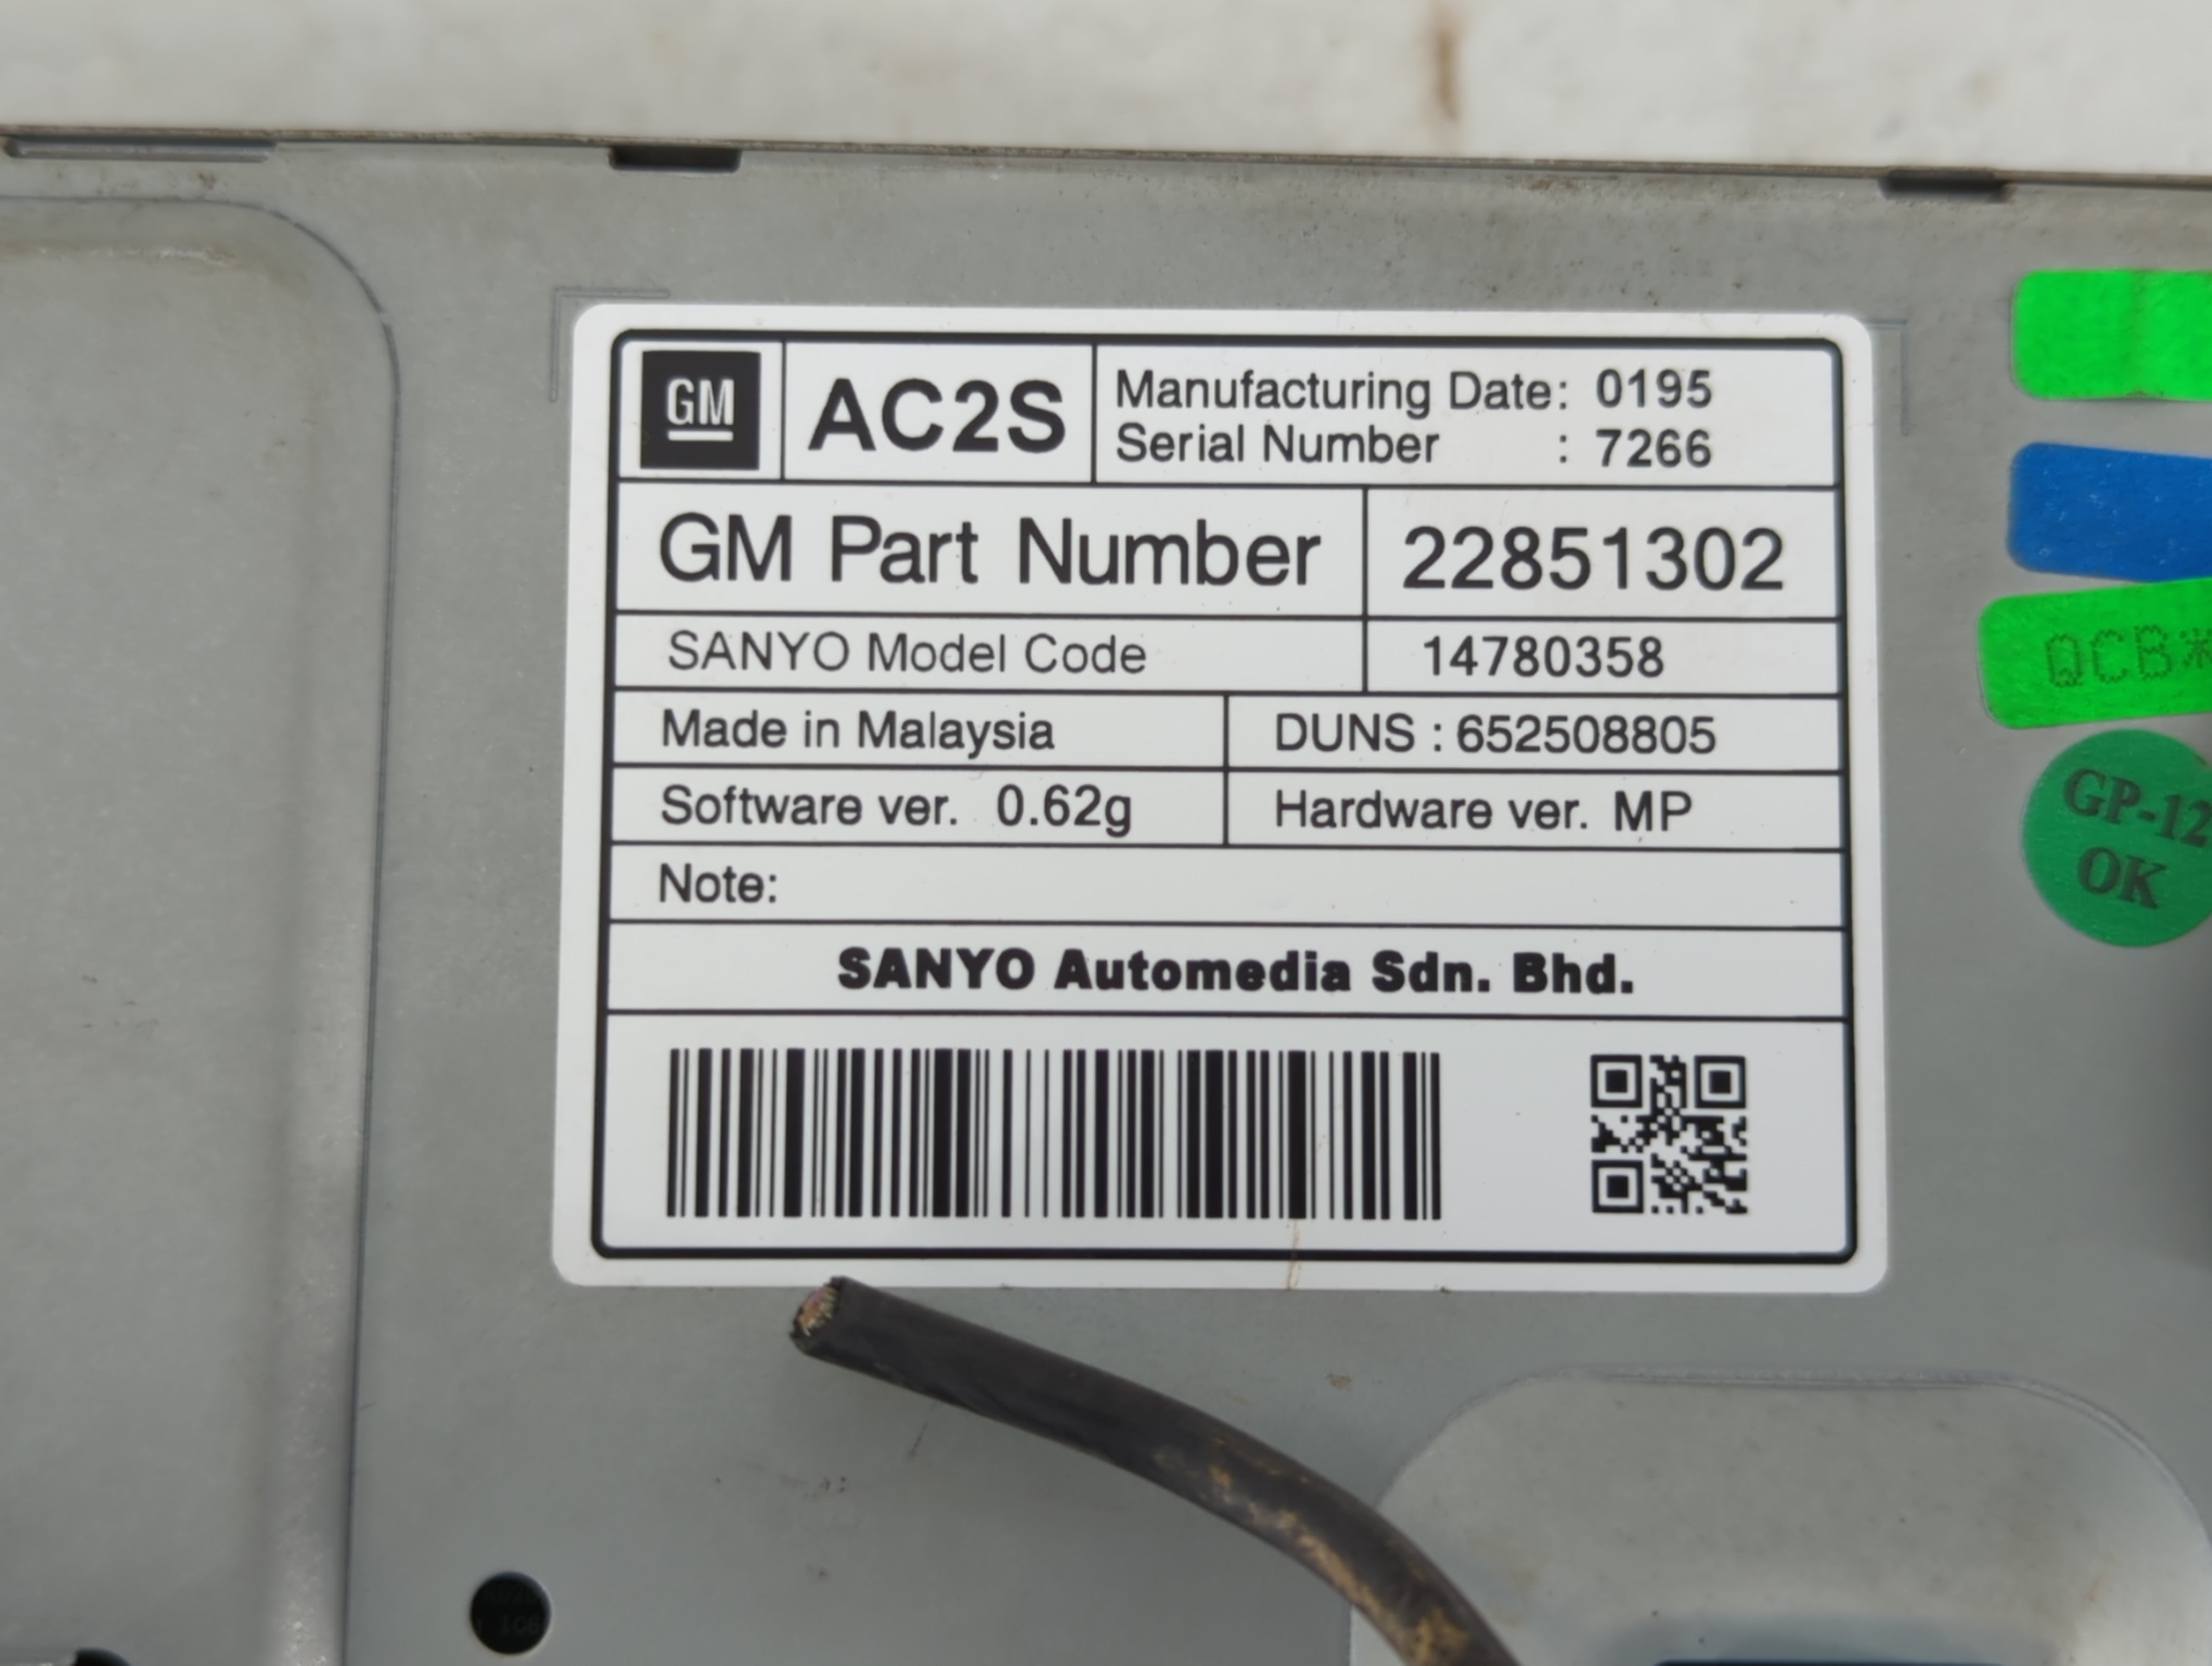 GM
AC2S
Manufacturing Date: 0195
Serial Number : 7266
GM Part Number 22851302
SANYO Model Code 14780358
Made in Malaysia DUNS : 652508805
Software ver. 0.62g Hardware ver. MP
Note:
SANYO Automedia Sdn. Bhd.
QCB*
GP-12
OK